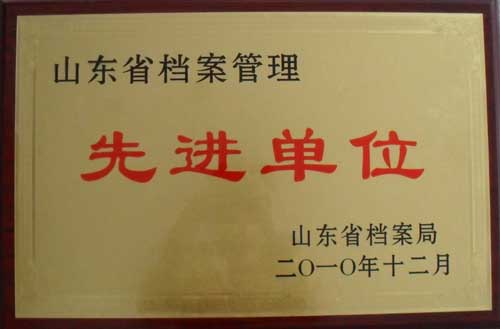 山东省档案管理
先进单位
山东省档案局
二〇一〇年十二月